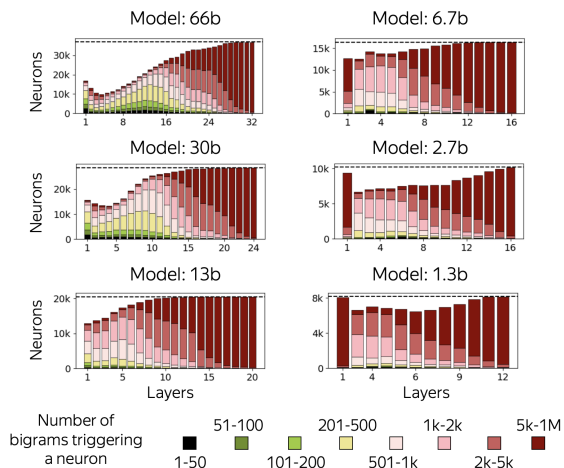 Model: 66b
Model: 6.7b
Neurons
30k
20k
10k
0
1 8 16 24 32
15k
10k
5k
0
1 4 8 12 16
Model: 30b
Model: 2.7b
Neurons
20k
10k
0
1 5 10 15 20 24
10k
5k
0
1 4 8 12 16
Model: 13b
Model: 1.3b
Neurons
20k
10k
0
1 5 10 15 20
8k
4k
0
1 3 6 9 12
Layers
Layers
Number of
bigrams triggering
a neuron
51-100 201-500 1k-2k 5k-1M
1-50 101-200 501-1k 2k-5k